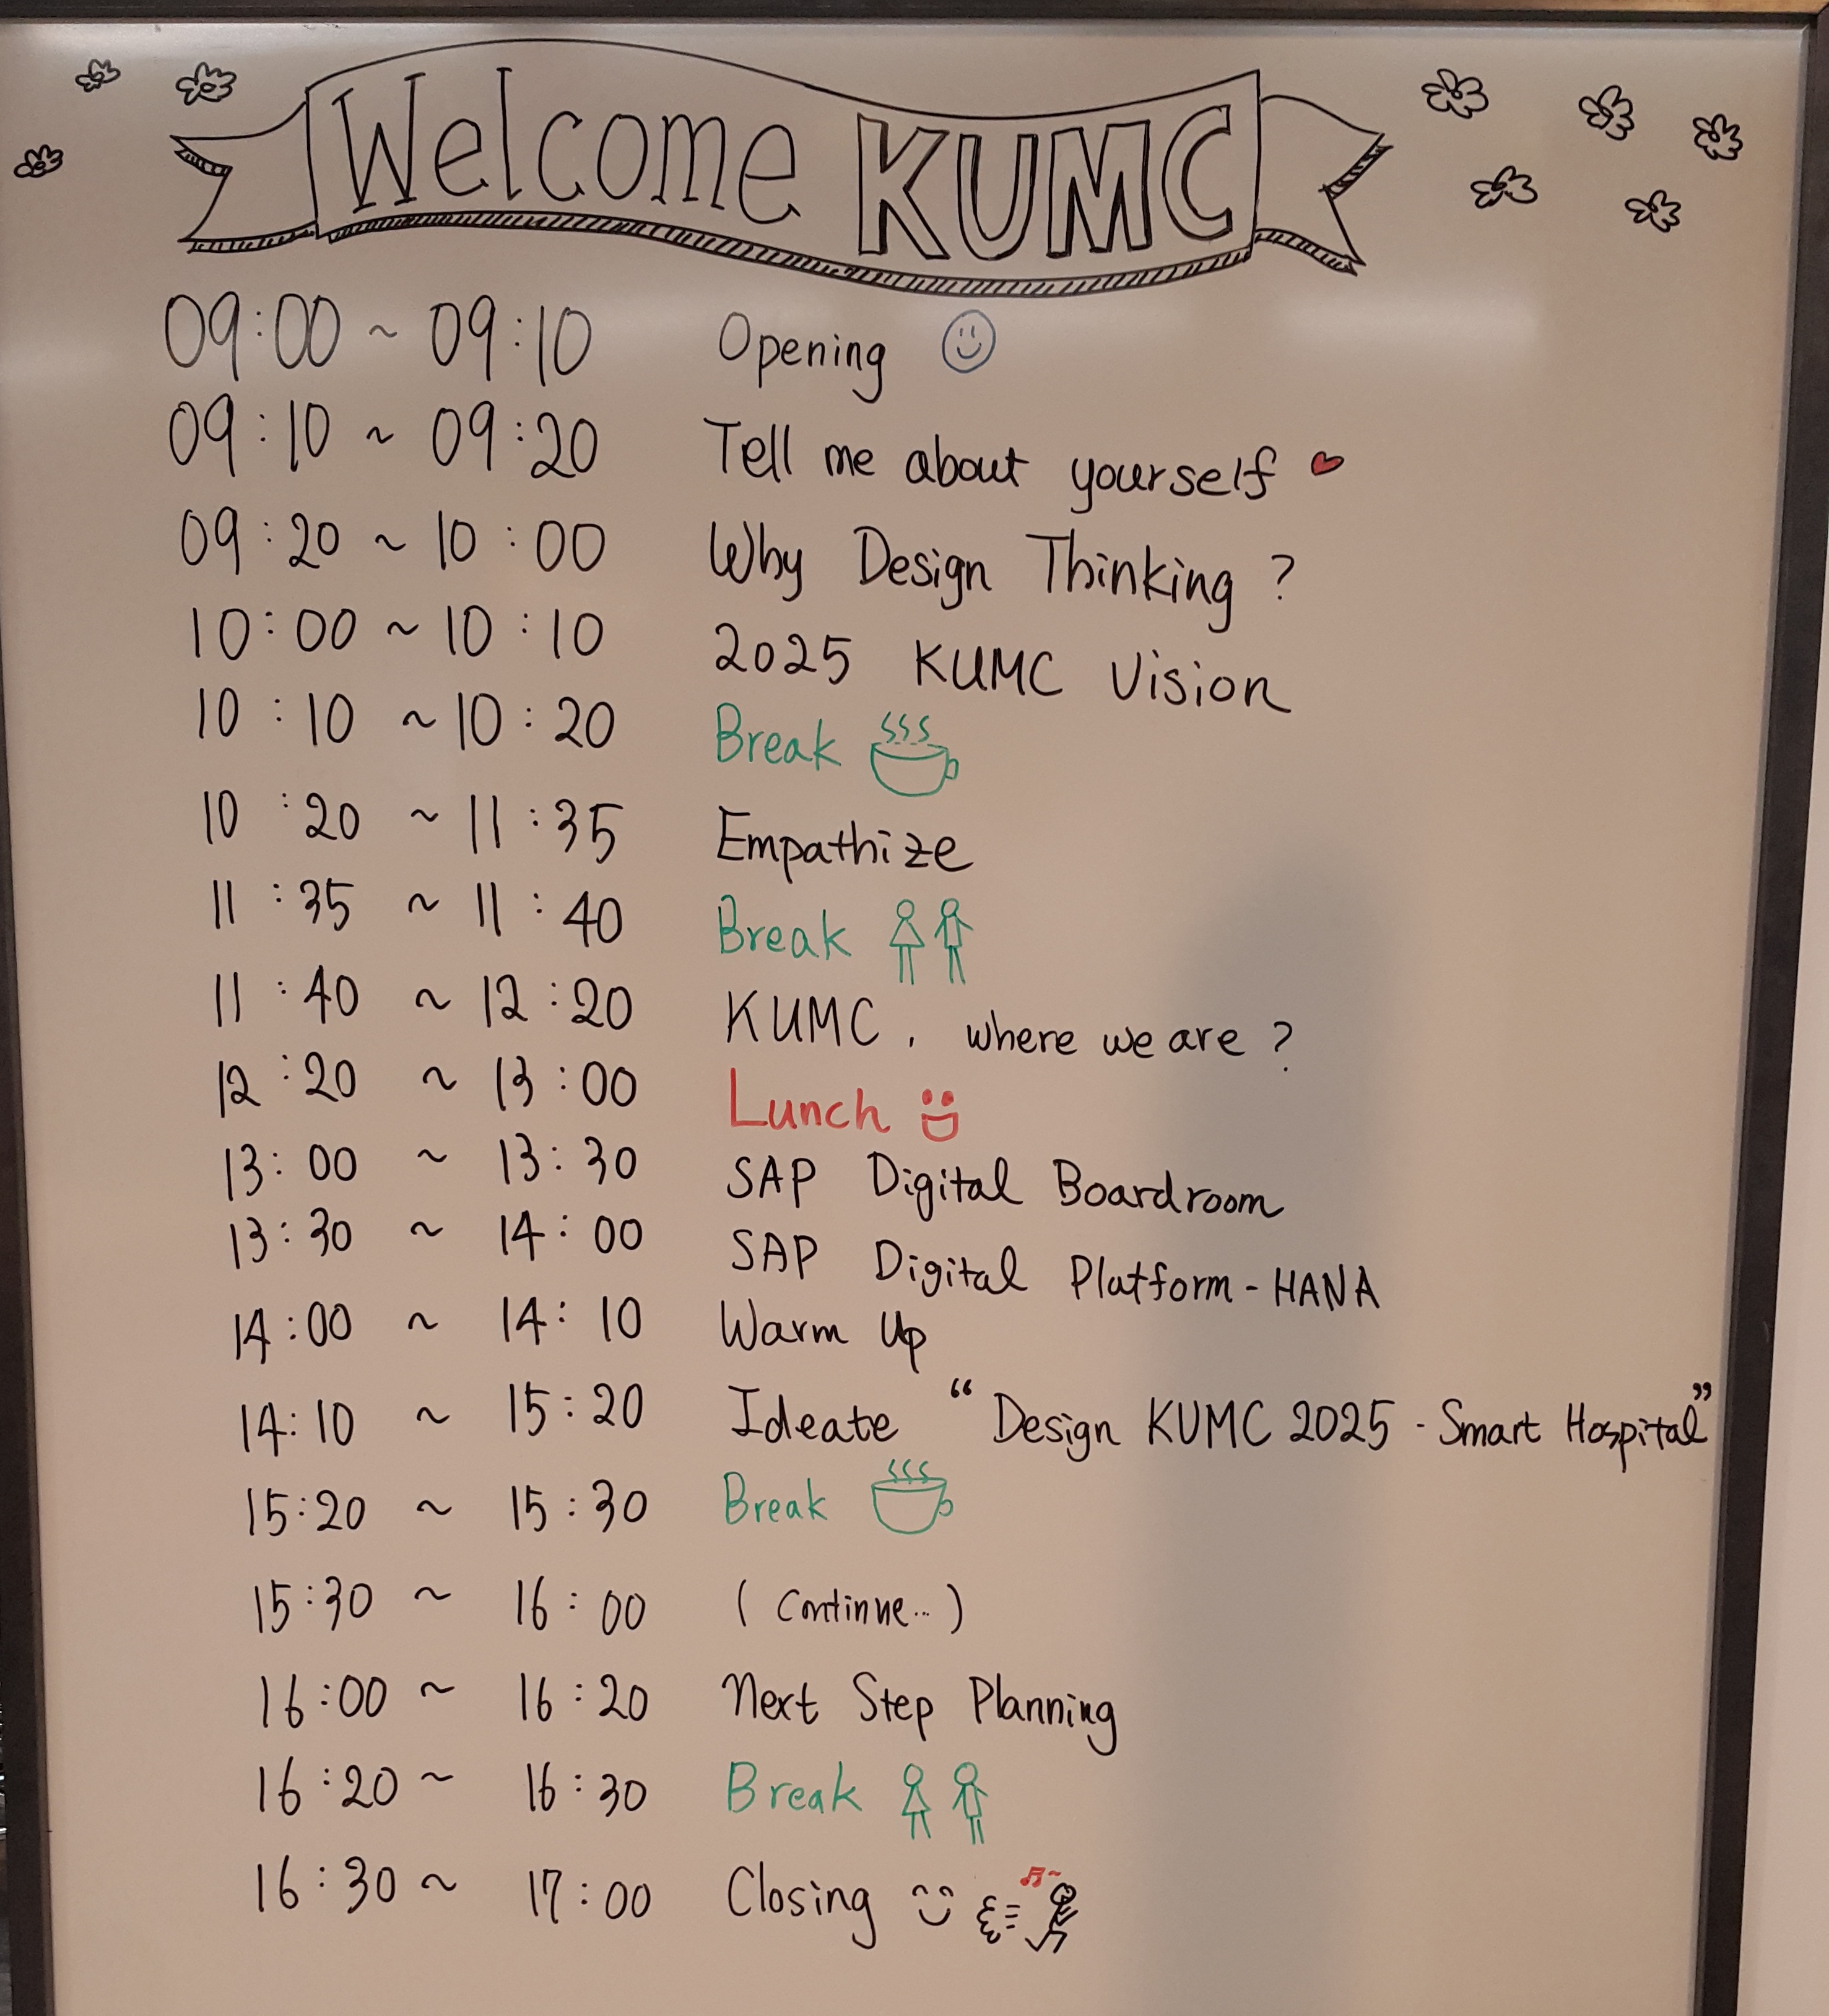 Welcome KUMC
09:00 ~ 09:10 Opening
09:10 ~ 09:20 Tell me about yourself
09:20 ~ 10:00 Why Design Thinking ?
10:00 ~ 10:10 2025 KUMC Vision
10:10 ~ 10:20 Break
10:20 ~ 11:35 Empathize
11:35 ~ 11:40 Break
11:40 ~ 12:20 KUMC, where we are ?
12:20 ~ 13:00 Lunch
13:00 ~ 13:30 SAP Digital Boardroom
13:30 ~ 14:00 SAP Digital Platform - HANA
14:00 ~ 14:10 Warm Up
14:10 ~ 15:20 Ideate “Design KUMC 2025 - Smart Hospital”
15:20 ~ 15:30 Break
15:30 ~ 16:00 (Continue...)
16:00 ~ 16:20 Next Step Planning
16:20 ~ 16:30 Break
16:30 ~ 17:00 Closing